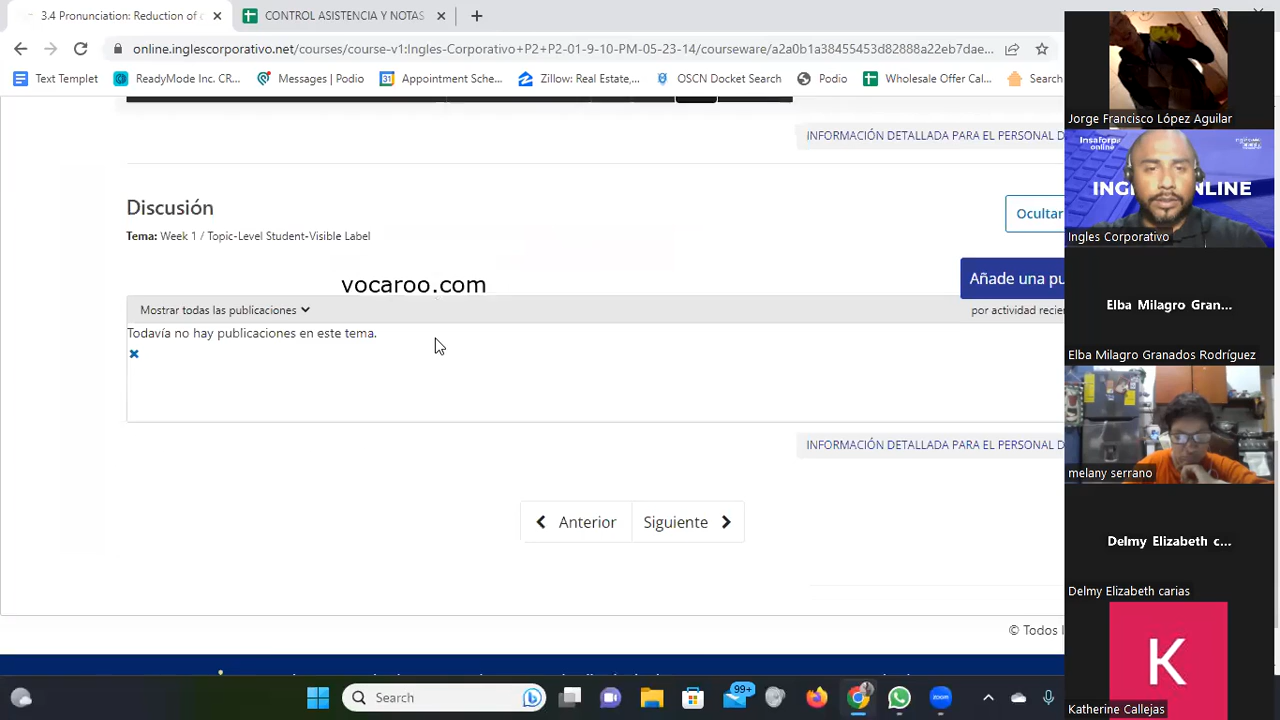 3.4 Pronunciation: Reduction of c
CONTROL ASISTENCIA Y NOTAS
online.inglescorporativo.net/courses/course-v1:Ingles-Corporativo+P2+P2-01-9-10-PM-05-23-14/courseware/a2a0b1a38455453d82888a22eb7dae...
Text Templet
ReadyMode Inc. CR...
Messages | Podio
Appointment Sche...
Zillow: Real Estate,...
OSCN Docket Search
Podio
Wholesale Offer Cal...
Search
INFORMACIÓN DETALLADA PARA EL PERSONAL D
Discusión
Ocultar
Tema: Week 1 / Topic-Level Student-Visible Label
Añade una pu
vocaroo.com
Mostrar todas las publicaciones
por actividad recien
Todavía no hay publicaciones en este tema.
INFORMACIÓN DETALLADA PARA EL PERSONAL D
Anterior
Siguiente
© Todos l
Search
99+
Jorge Francisco López Aguilar
Insaforp
online
INGLES ONLINE
Ingles Corporativo
Elba Milagro Gran...
Elba Milagro Granados Rodríguez
melany serrano
Delmy Elizabeth c...
Delmy Elizabeth carias
K
Katherine Callejas